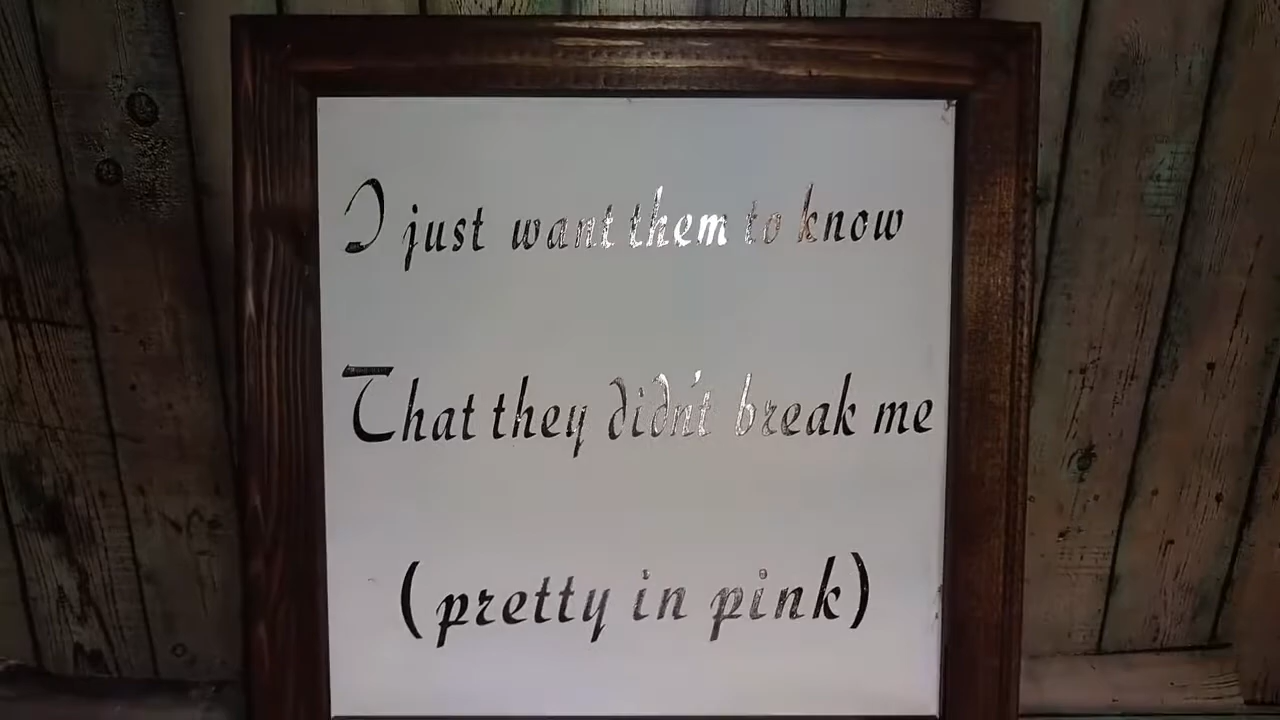 I just want them to know
That they didn't break me
(pretty in pink)